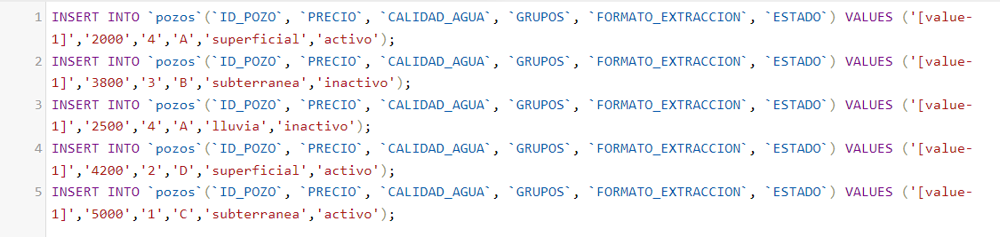 1 INSERT INTO `pozos`(`ID_POZO`, `PRECIO`, `CALIDAD_AGUA`, `GRUPOS`, `FORMATO_EXTRACCION`, `ESTADO`) VALUES ('[value-
1]','2000','4','A','superficial','activo');
2 INSERT INTO `pozos`(`ID_POZO`, `PRECIO`, `CALIDAD_AGUA`, `GRUPOS`, `FORMATO_EXTRACCION`, `ESTADO`) VALUES ('[value-
1]','3800','3','B','subterranea','inactivo');
3 INSERT INTO `pozos`(`ID_POZO`, `PRECIO`, `CALIDAD_AGUA`, `GRUPOS`, `FORMATO_EXTRACCION`, `ESTADO`) VALUES ('[value-
1]','2500','4','A','lluvia','inactivo');
4 INSERT INTO `pozos`(`ID_POZO`, `PRECIO`, `CALIDAD_AGUA`, `GRUPOS`, `FORMATO_EXTRACCION`, `ESTADO`) VALUES ('[value-
1]','4200','2','D','superficial','activo');
5 INSERT INTO `pozos`(`ID_POZO`, `PRECIO`, `CALIDAD_AGUA`, `GRUPOS`, `FORMATO_EXTRACCION`, `ESTADO`) VALUES ('[value-
1]','5000','1','C','subterranea','activo');